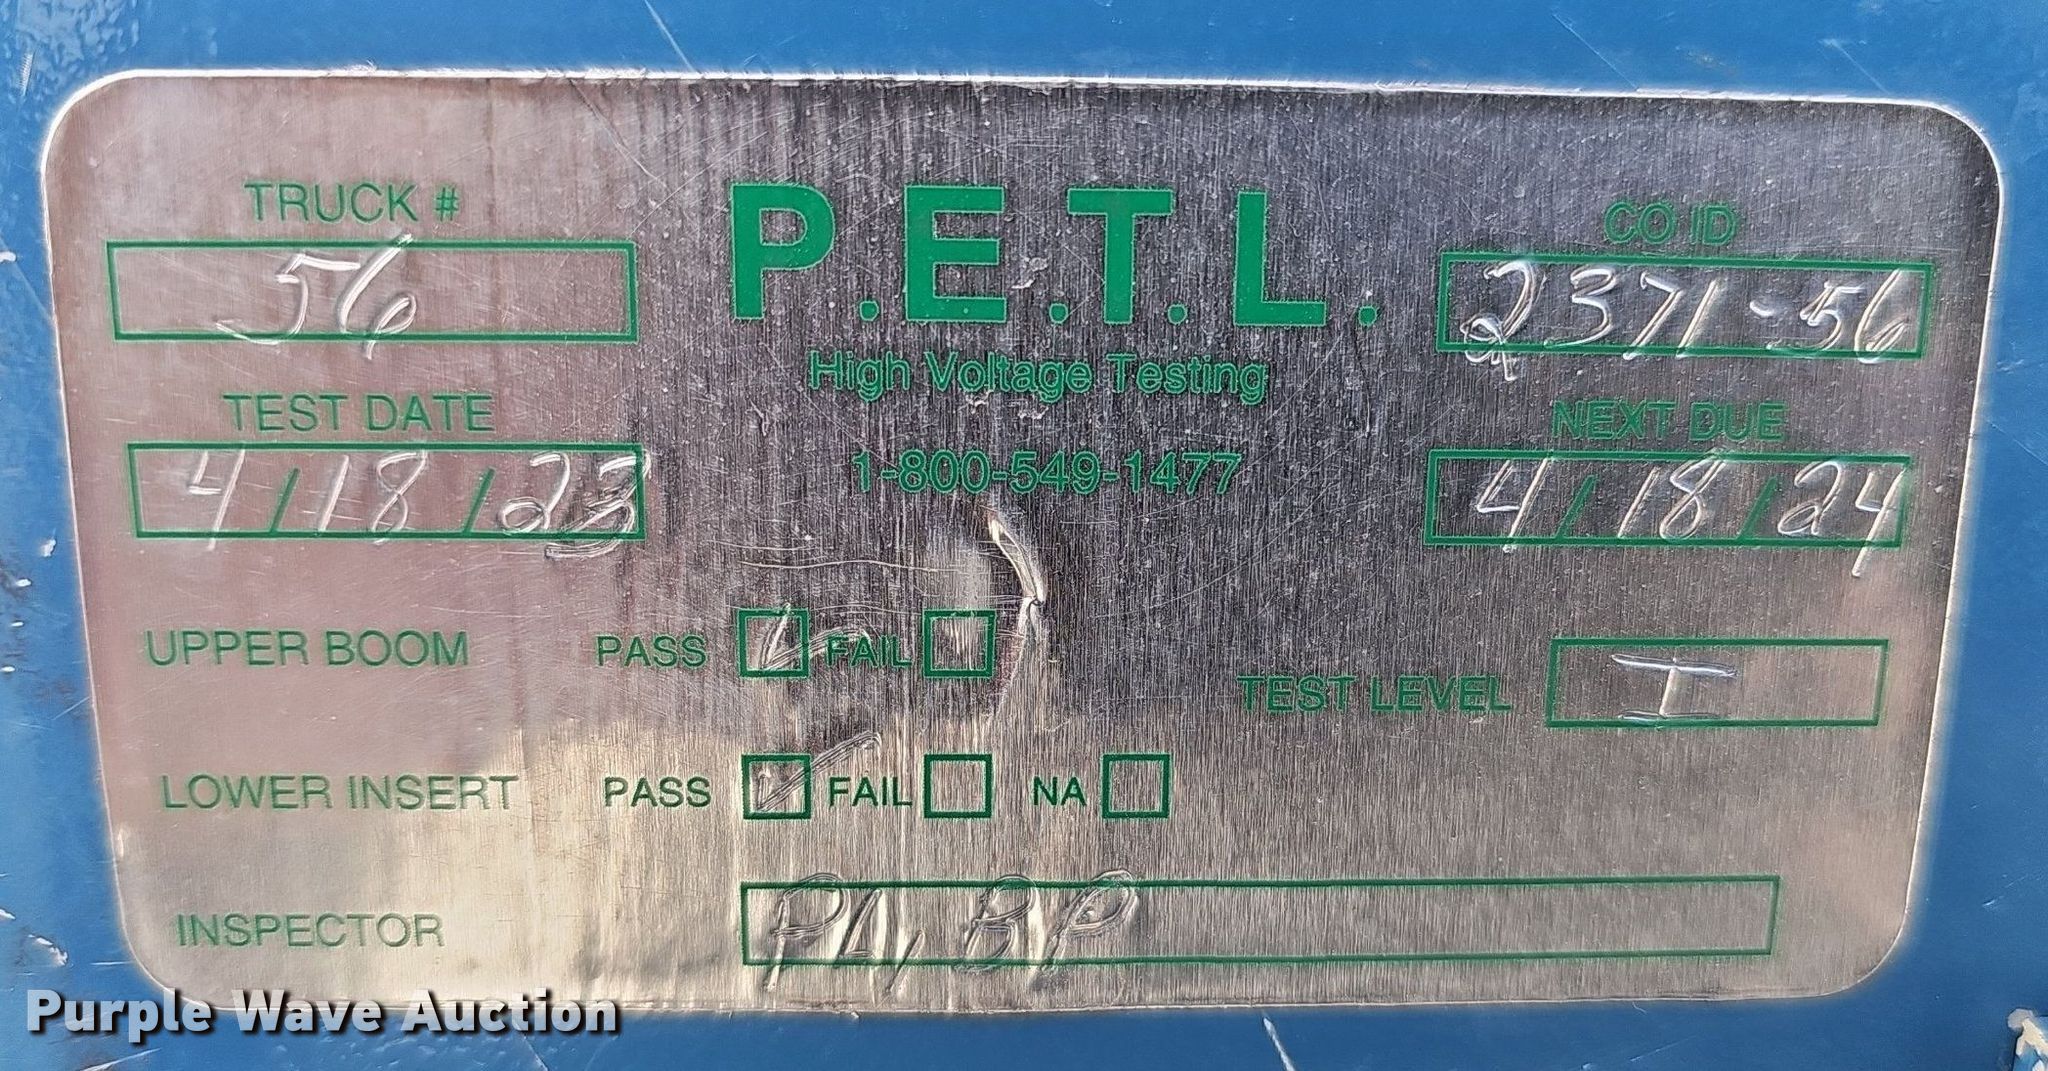 TRUCK #
56
P.E.T.L.
High Voltage Testing
1-800-549-1477
CO ID
2371-56
TEST DATE
4/18/23
NEXT DUE
4/18/24
UPPER BOOM PASS FAIL
TEST LEVEL I
LOWER INSERT PASS FAIL NA
INSPECTOR BP
Purple Wave Auction